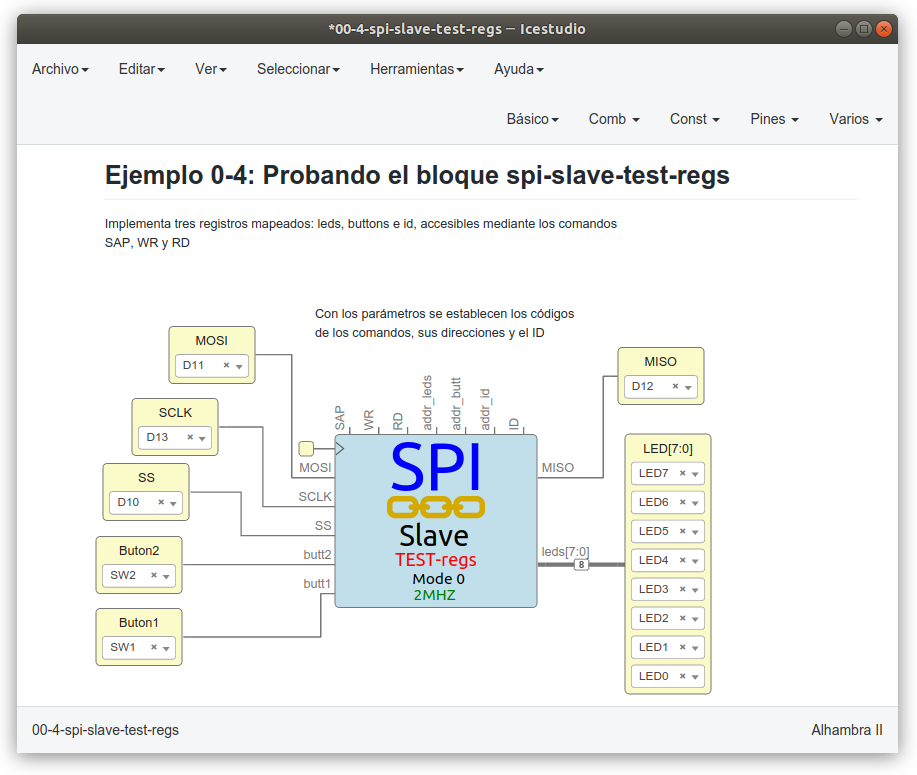 *00-4-spi-slave-test-regs – Icestudio
Archivo
Editar
Ver
Seleccionar
Herramientas
Ayuda
Básico
Comb
Const
Pines
Varios
Ejemplo 0-4: Probando el bloque spi-slave-test-regs
Implementa tres registros mapeados: leds, buttons e id, accesibles mediante los comandos
SAP, WR y RD
Con los parámetros se establecen los códigos
de los comandos, sus direcciones y el ID
MOSI
D11
SCLK
D13
SS
D10
Buton2
SW2
Buton1
SW1
SAP
WR
RD
addr_leds
addr_butt
addr_id
ID
MOSI
SCLK
SS
butt2
butt1
SPI
Slave
TEST-regs
Mode 0
2MHZ
MISO
leds[7:0]
8
MISO
D12
LED[7:0]
LED7
LED6
LED5
LED4
LED3
LED2
LED1
LED0
00-4-spi-slave-test-regs
Alhambra II